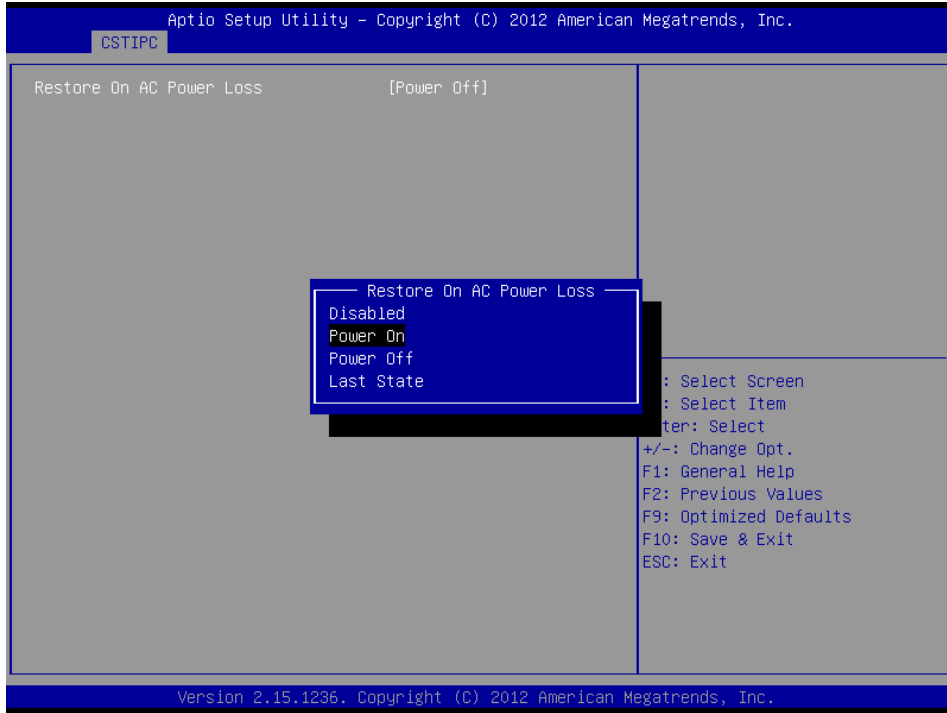 Aptio Setup Utility – Copyright (C) 2012 American Megatrends, Inc.
CSTIPC
Restore On AC Power Loss [Power Off]
Restore On AC Power Loss
Disabled
Power On
Power Off
Last State
: Select Screen
: Select Item
ter: Select
+/-: Change Opt.
F1: General Help
F2: Previous Values
F9: Optimized Defaults
F10: Save & Exit
ESC: Exit
Version 2.15.1236. Copyright (C) 2012 American Megatrends, Inc.